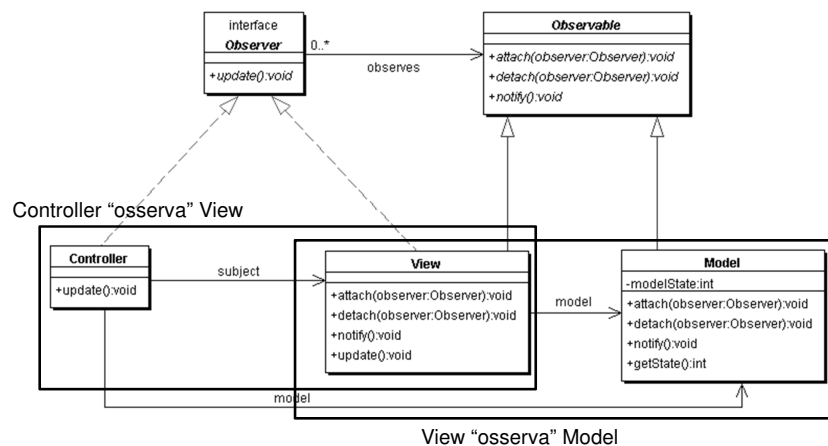 interface
Observer
+update():void
0..*
observes
Observable
+attach(observer:Observer):void
+detach(observer:Observer):void
+notify():void
Controller “osserva” View
Controller
+update():void
subject
View
+attach(observer:Observer):void
+detach(observer:Observer):void
+notify():void
+update():void
model
Model
-modelState:int
+attach(observer:Observer):void
+detach(observer:Observer):void
+notify():void
+getState():int
model
View “osserva” Model